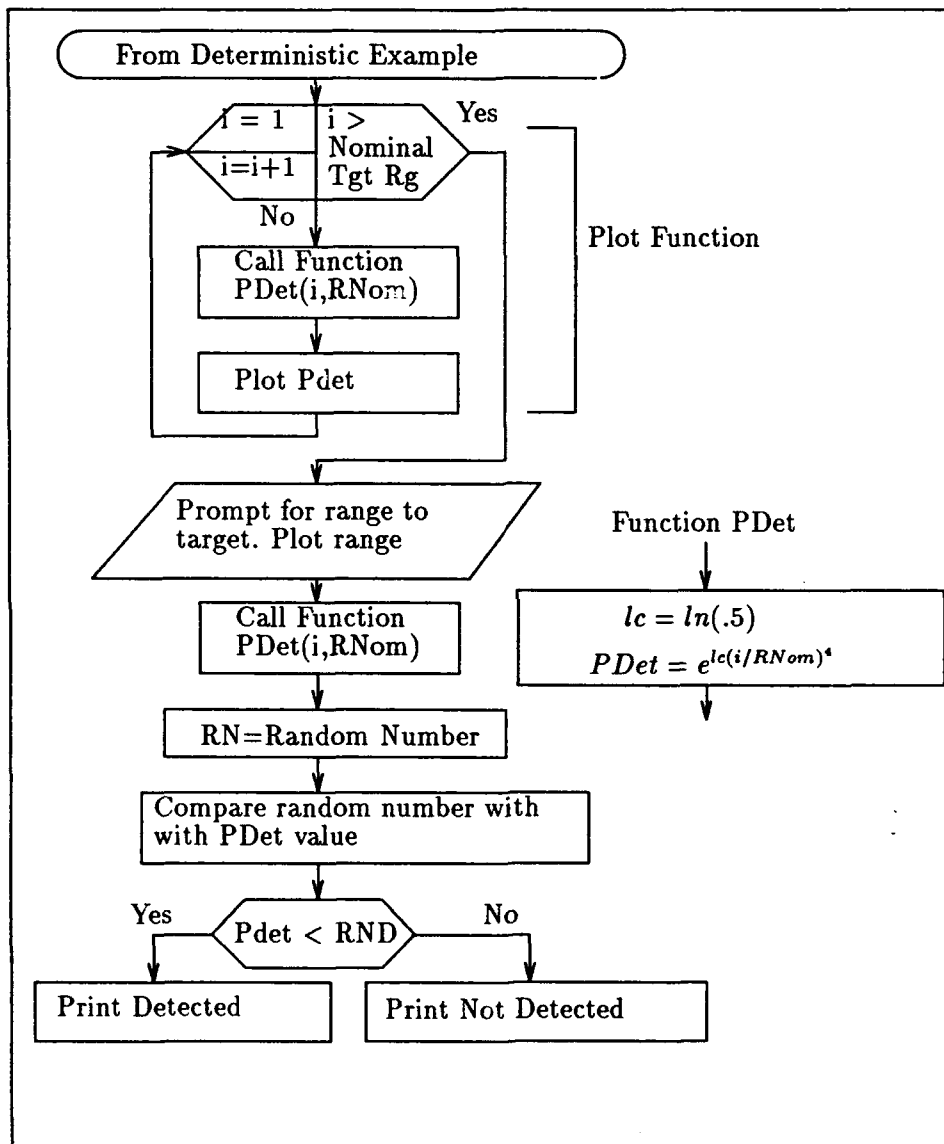 From Deterministic Example
i = 1
i >
Nominal
Tgt Rg
Yes
i=i+1
No
Plot Function
Call Function
PDet(i,RNom)
Plot Pdet
Prompt for range to
target. Plot range
Function PDet
lc = ln(.5)
PDet = e^{lc(i/RNom)^4}
Call Function
PDet(i,RNom)
RN=Random Number
Compare random number with
with PDet value
Yes
Pdet < RND
No
Print Detected
Print Not Detected